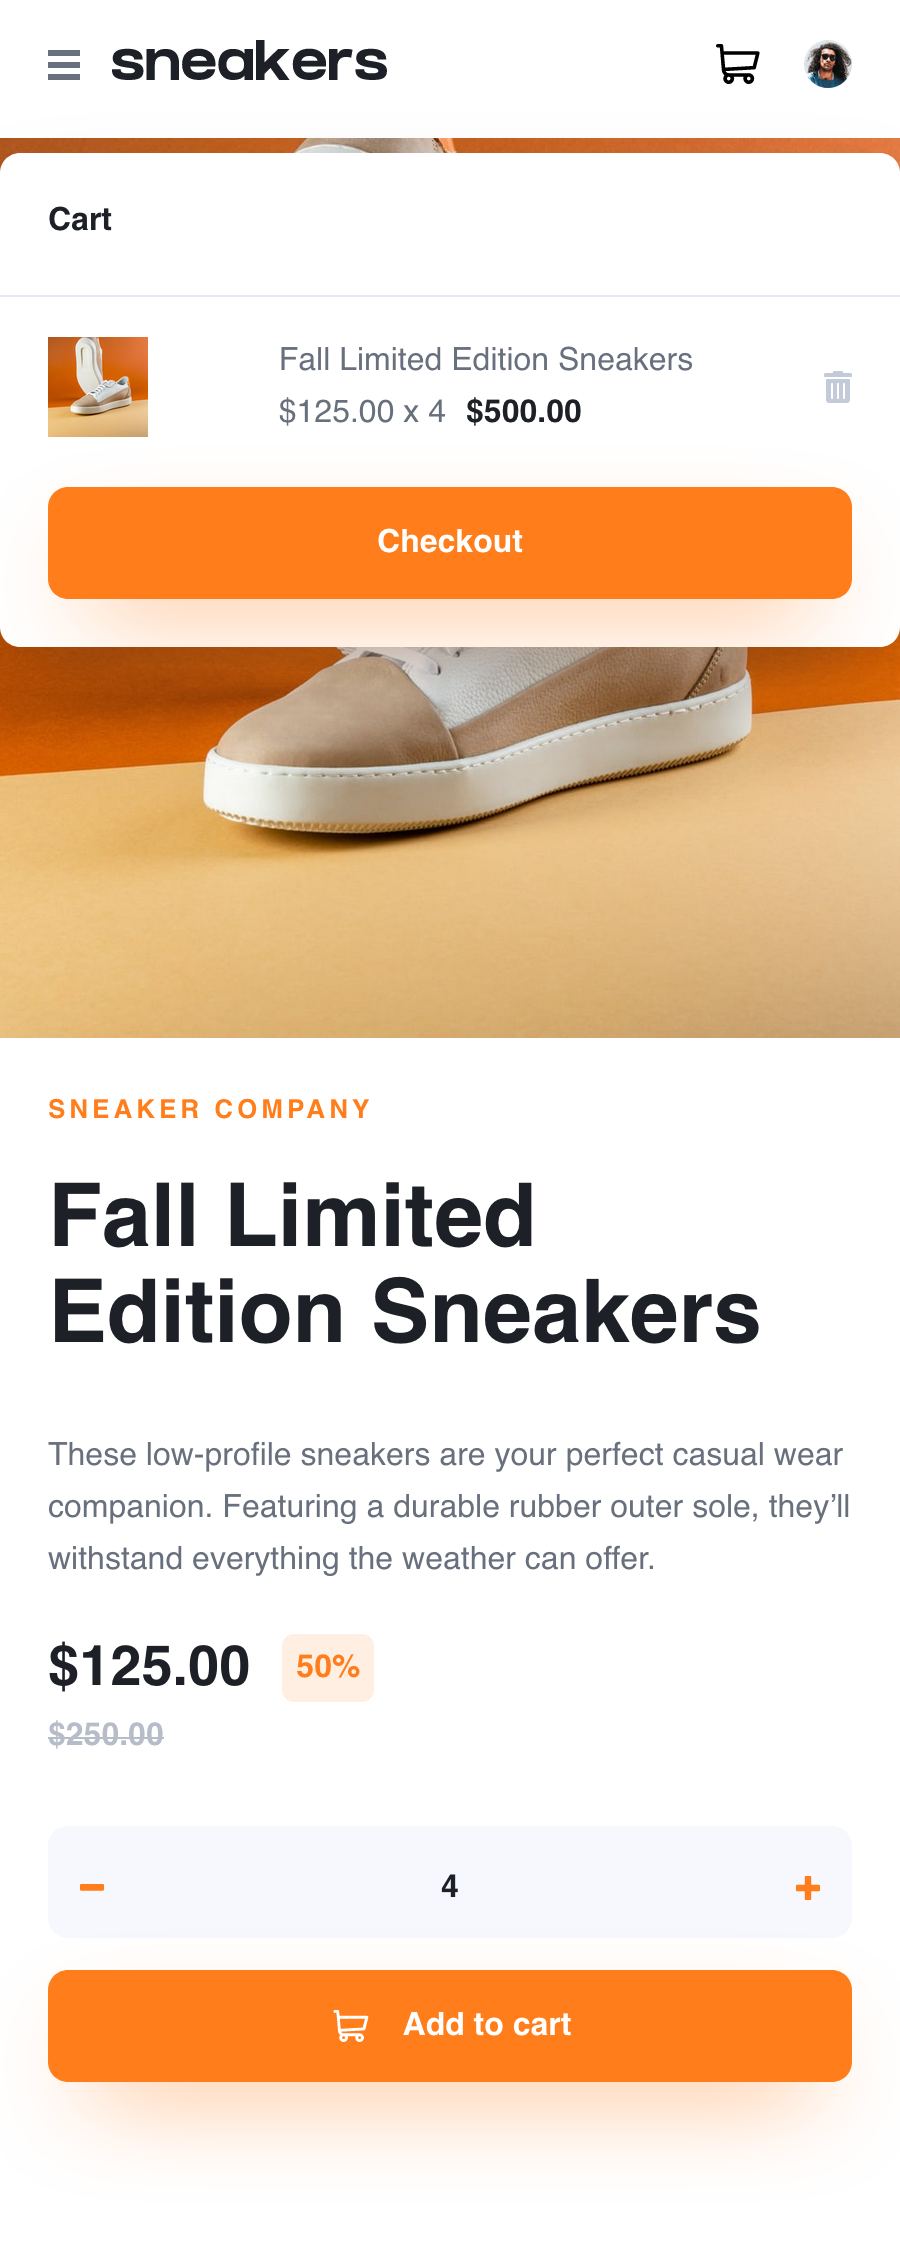 sneakers
Cart
Fall Limited Edition Sneakers
$125.00 x 4 $500.00
Checkout
SNEAKER COMPANY
Fall Limited
Edition Sneakers
These low-profile sneakers are your perfect casual wear
companion. Featuring a durable rubber outer sole, they’ll
withstand everything the weather can offer.
$125.00 50%
$250.00
4
Add to cart